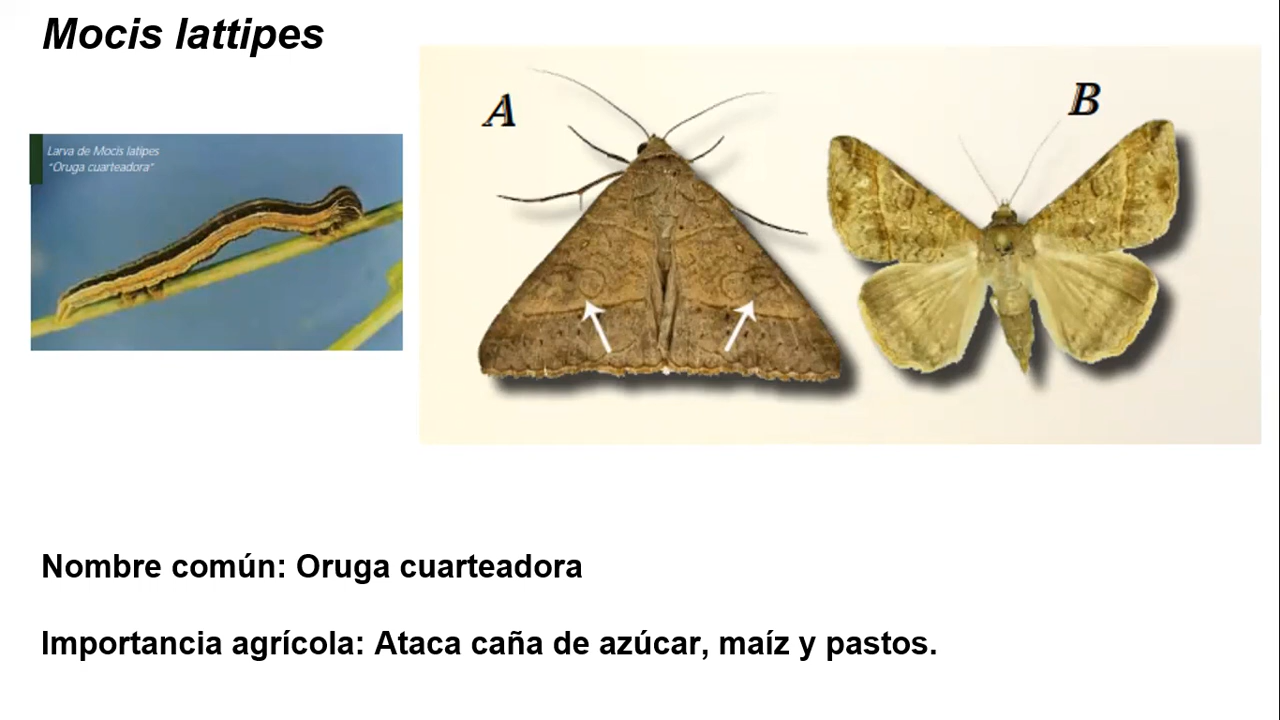 Mocis lattipes
Larva de Mocis latipes
"Oruga cuarteadora"
A
B
Nombre común: Oruga cuarteadora
Importancia agrícola: Ataca caña de azúcar, maíz y pastos.